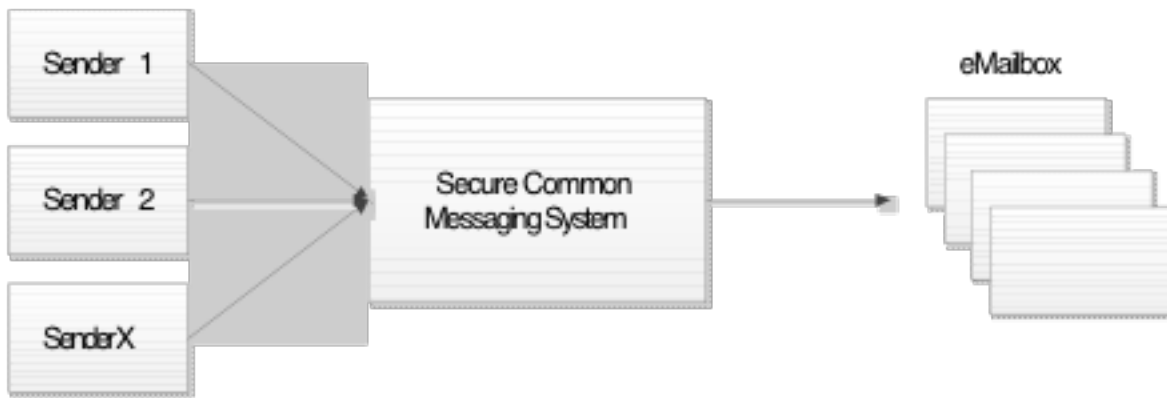 Sender 1
eMailbox
Secure Common
Messaging System
Sender 2
SenderX